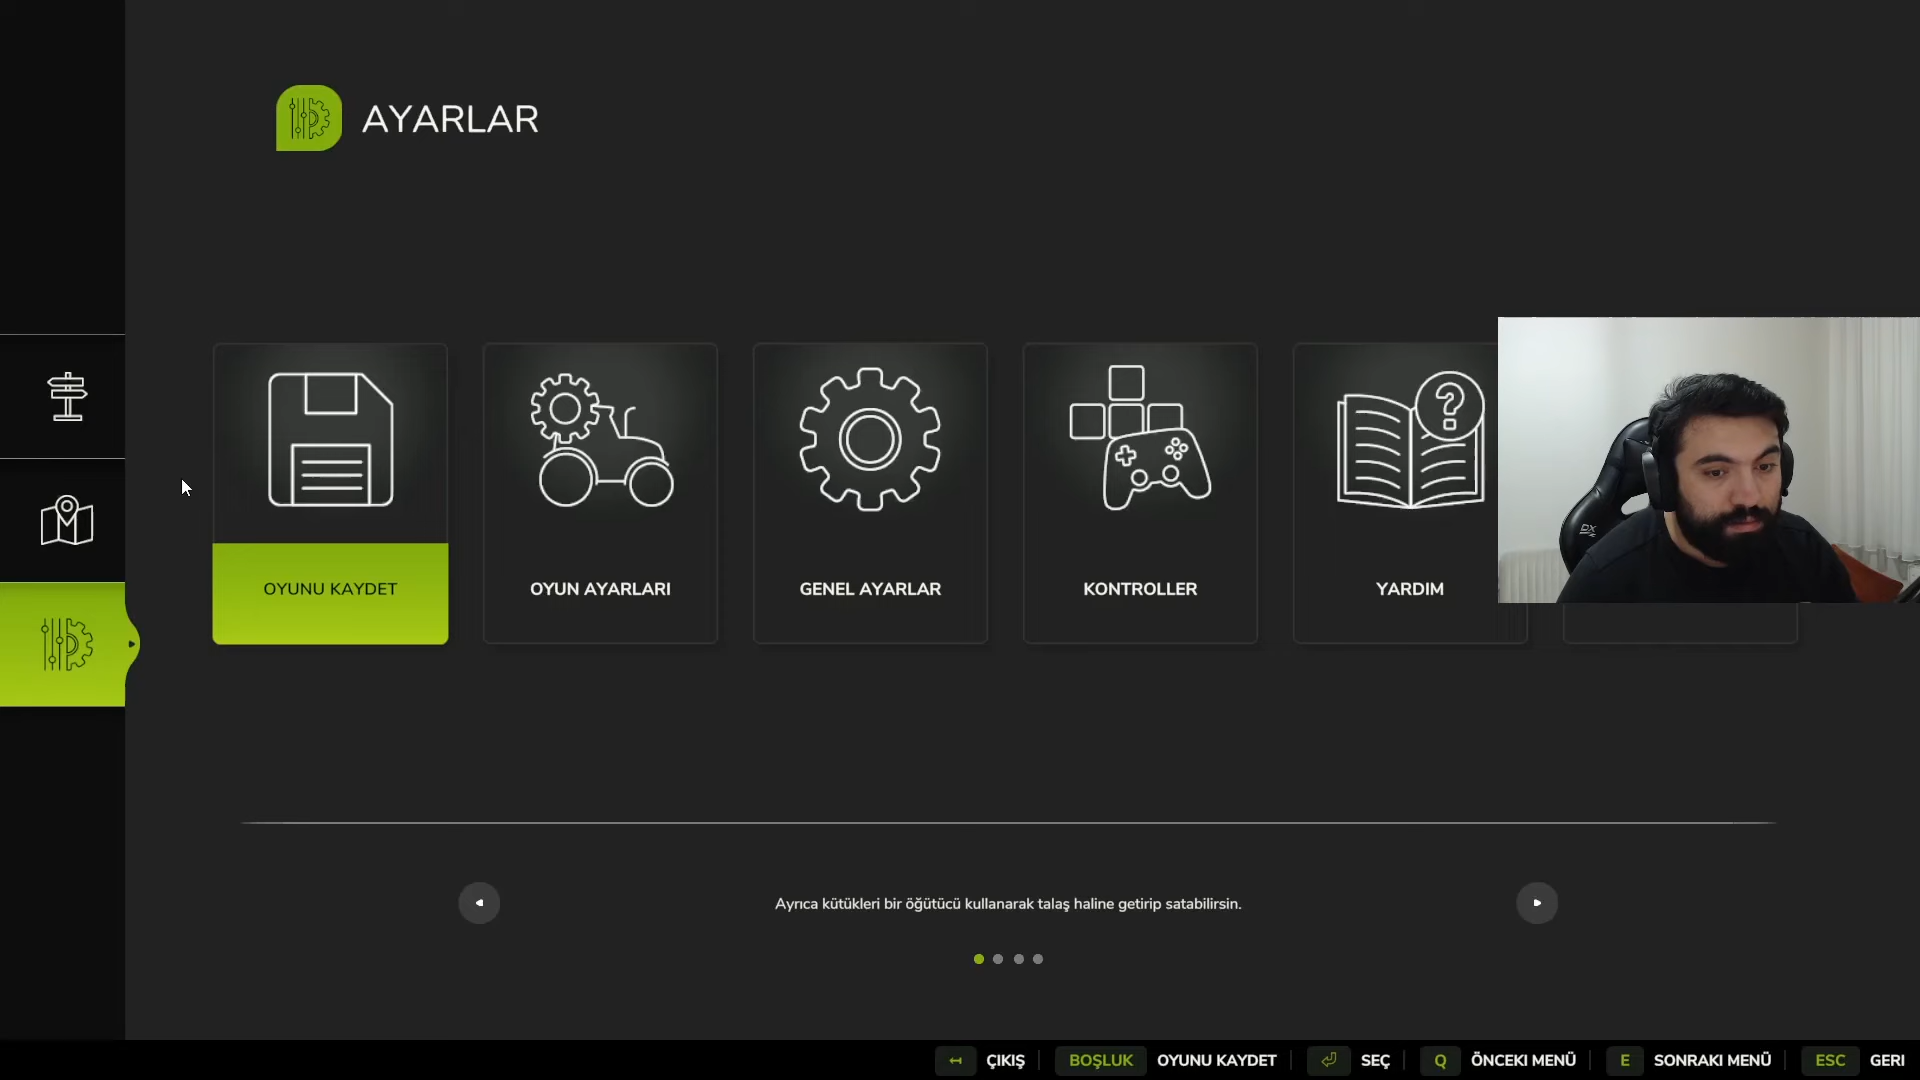 AYARLAR
OYUNU KAYDET
OYUN AYARLARI
GENEL AYARLAR
KONTROLLER
YARDIM
Ayrıca kütükleri bir öğütücü kullanarak talaş haline getirip satabilirsin.
ÇIKIŞ
BOŞLUK OYUNU KAYDET
SEÇ
Q ÖNCEKI MENÜ
E SONRAKI MENÜ
ESC GERI